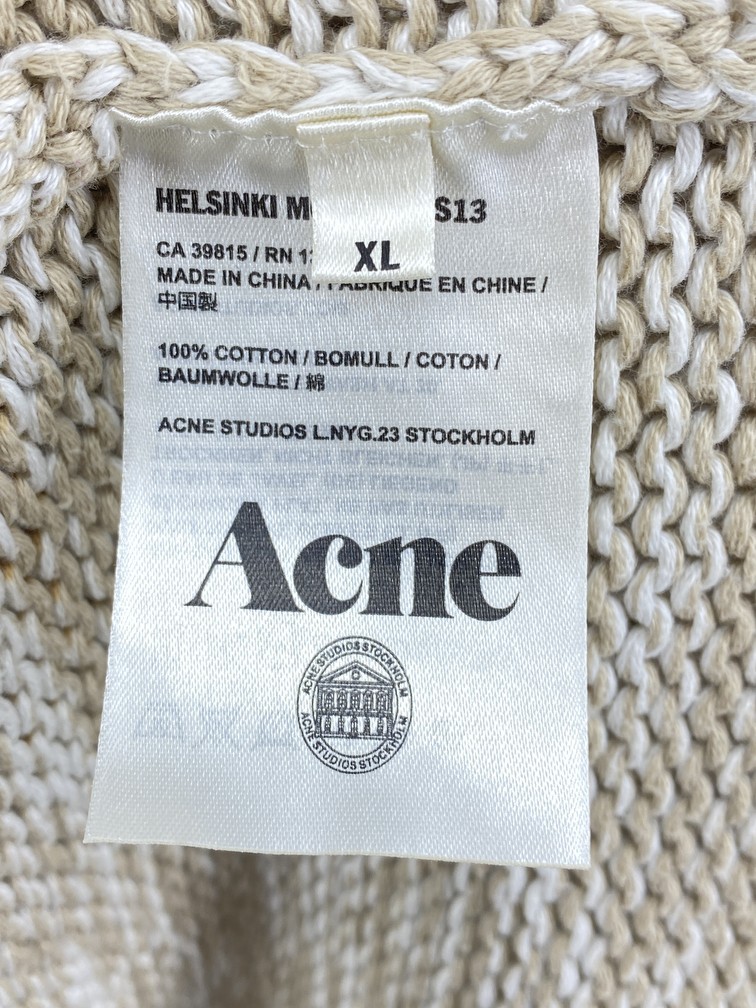 HELSINKI S13
XL
CA 39815 / RN
MADE IN CHINA / FABRIQUE EN CHINE /
中国製
100% COTTON / BOMULL / COTON /
BAUMWOLLE / 綿
ACNE STUDIOS L.NYG.23 STOCKHOLM
Acne
ACNE STUDIOS STOCKHOLM
ACNE STUDIOS STOCKHOLM